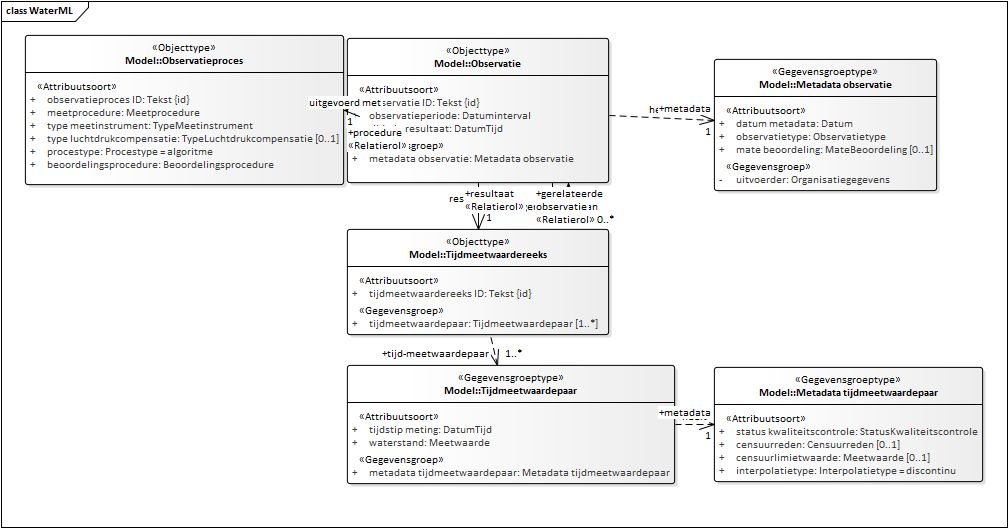 class WaterML
«Objecttype»
Model::Observatieproces
«Attribuutsoort»
+ observatieproces ID: Tekst {id}
+ meetprocedure: Meetprocedure
+ type meetinstrument: TypeMeetinstrument
+ type luchtdrukcompensatie: TypeLuchtdrukcompensatie [0..1]
+ procestype: Procestype = algoritme
+ beoordelingsprocedure: Beoordelingsprocedure
«Objecttype»
Model::Observatie
«Attribuutsoort»
servatie ID: Tekst {id}
observatieperiode: Datuminterval
resultaat: DatumTijd
+ metadata observatie: Metadata observatie
uitgevoerd met
1
+procedure
«Relatierol»
+metadata
1
«Gegevensgroeptype»
Model::Metadata observatie
«Attribuutsoort»
+ datum metadata: Datum
+ observatietype: Observatietype
+ mate beoordeling: MateBeoordeling [0..1]
«Gegevensgroep»
- uitvoerder: Organisatiegegevens
+resultaat
«Relatierol»
1
+gerelateerde
observatie
«Relatierol» 0..*
«Objecttype»
Model::Tijdmeetwaardereeks
«Attribuutsoort»
+ tijdmeetwaardereeks ID: Tekst {id}
«Gegevensgroep»
+ tijdmeetwaardepaar: Tijdmeetwaardepaar [1..*]
+tijd-meetwaardepaar 1..*
«Gegevensgroeptype»
Model::Tijdmeetwaardepaar
«Attribuutsoort»
+ tijdstip meting: DatumTijd
+ waterstand: Meetwaarde
«Gegevensgroep»
+ metadata tijdmeetwaardepaar: Metadata tijdmeetwaardepaar
+metadata
1
«Gegevensgroeptype»
Model::Metadata tijdmeetwaardepaar
«Attribuutsoort»
+ status kwaliteitscontrole: StatusKwaliteitscontrole
+ censuurreden: Censuurreden [0..1]
+ censuurlimietwaarde: Meetwaarde [0..1]
+ interpolatietype: Interpolatietype = discontinu